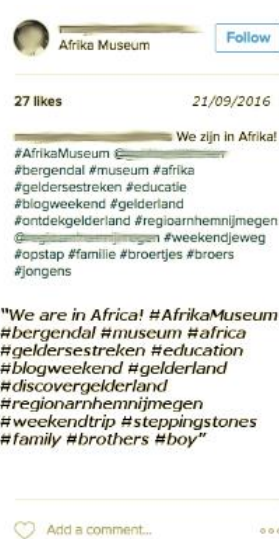 Afrika Museum
Follow
27 likes
21/09/2016
We zijn in Afrika!
#AfrikaMuseum @
#bergendal #museum #afrika
#geldersestreken #educatie
#blogweekend #gelderland
#ontdekgelderland #regioarnhemnijmegen
@ #weekendjeweg
#opstap #familie #broertjes #broers
#jongens
"We are in Africa! #AfrikaMuseum
#bergendal #museum #africa
#geldersestreken #education
#blogweekend #gelderland
#discovergelderland
#regionarnhemnijmegen
#weekendtrip #steppingstones
#family #brothers #boy"
Add a comment...